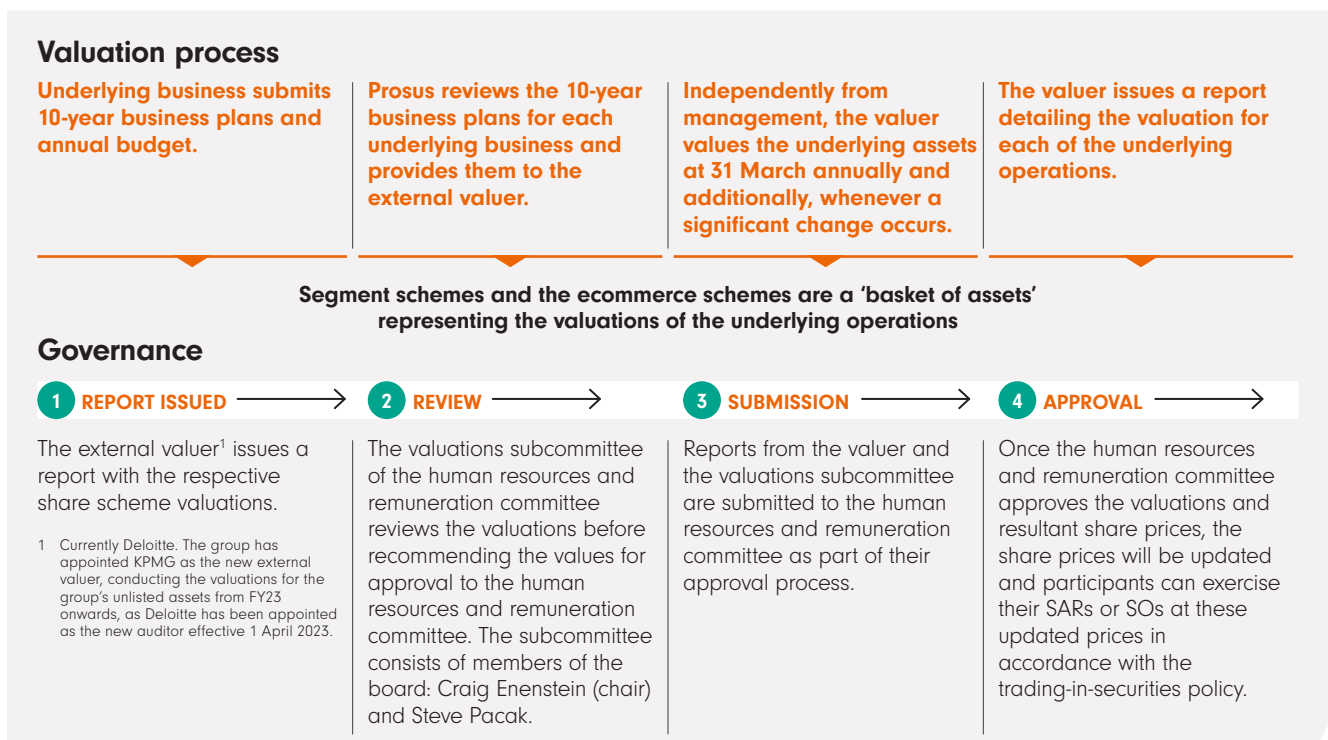 Valuation process
Underlying business submits
10-year business plans and
annual budget.
Prosus reviews the 10-year
business plans for each
underlying business and
provides them to the
external valuer.
Independently from
management, the valuer
values the underlying assets
at 31 March annually and
additionally, whenever a
significant change occurs.
The valuer issues a report
detailing the valuation for
each of the underlying
operations.
Segment schemes and the ecommerce schemes are a ‘basket of assets’
representing the valuations of the underlying operations
Governance
1 REPORT ISSUED
The external valuer1 issues a
report with the respective
share scheme valuations.
1 Currently Deloitte. The group has
appointed KPMG as the new external
valuer, conducting the valuations for the
group’s unlisted assets from FY23
onwards, as Deloitte has been appointed
as the new auditor effective 1 April 2023.
2 REVIEW
The valuations subcommittee
of the human resources and
remuneration committee
reviews the valuations before
recommending the values for
approval to the human
resources and remuneration
committee. The subcommittee
consists of members of the
board: Craig Enenstein (chair)
and Steve Pacak.
3 SUBMISSION
Reports from the valuer and
the valuations subcommittee
are submitted to the human
resources and remuneration
committee as part of their
approval process.
4 APPROVAL
Once the human resources
and remuneration committee
approves the valuations and
resultant share prices, the
share prices will be updated
and participants can exercise
their SARs or SOs at these
updated prices in
accordance with the
trading-in-securities policy.